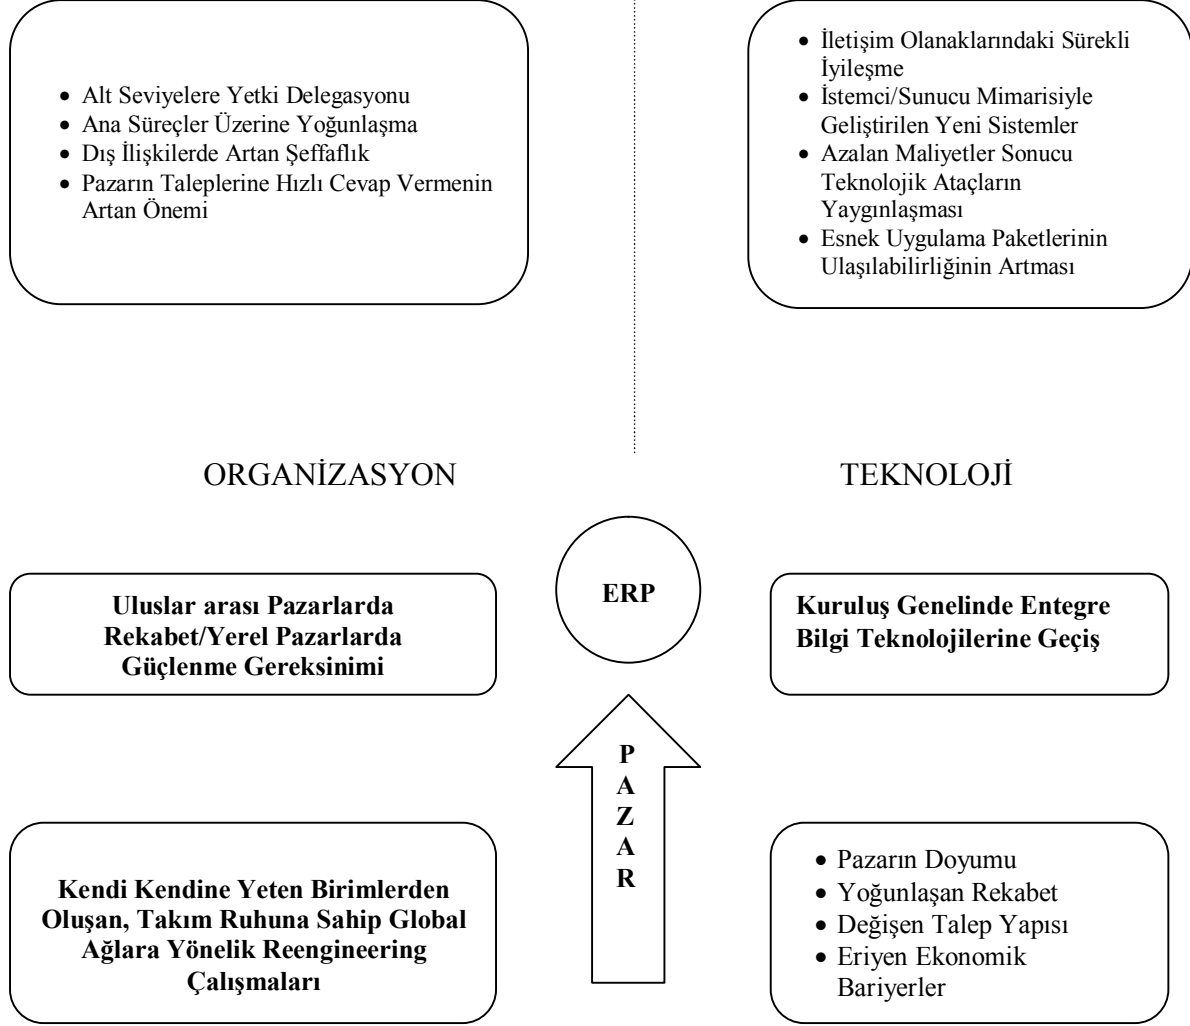 • Alt Seviyelere Yetki Delegasyonu
• Ana Süreçler Üzerine Yoğunlaşma
• Dış İlişkilerde Artan Şeffaflık
• Pazarın Taleplerine Hızlı Cevap Vermenin
Artan Önemi
• İletişim Olanaklarındaki Sürekli
İyileşme
• İstemci/Sunucu Mimarisiyle
Geliştirilen Yeni Sistemler
• Azalan Maliyetler Sonucu
Teknolojik Ataçların
Yaygınlaşması
• Esnek Uygulama Paketlerinin
Ulaşılabilirliğinin Artması
ORGANİZASYON
TEKNOLOJİ
Uluslar arası Pazarlarda
Rekabet/Yerel Pazarlarda
Güçlenme Gereksinimi
ERP
Kuruluş Genelinde Entegre
Bilgi Teknolojilerine Geçiş
P
A
Z
A
R
Kendi Kendine Yeten Birimlerden
Oluşan, Takım Ruhuna Sahip Global
Ağlara Yönelik Reengineering
Çalışmaları
• Pazarın Doyumu
• Yoğunlaşan Rekabet
• Değişen Talep Yapısı
• Eriyen Ekonomik
Bariyerler